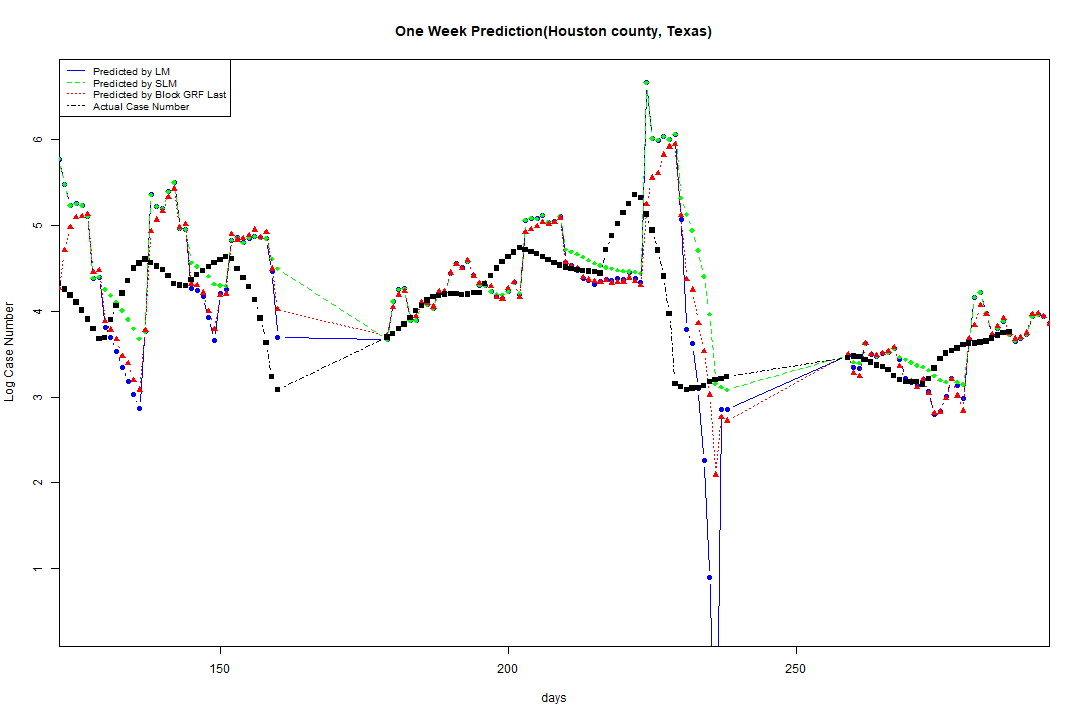 One Week Prediction(Houston county, Texas)
Predicted by LM
Predicted by SLM
Predicted by Block GRF Last
Actual Case Number
6
5
4
3
2
1
Log Case Number
150 200 250
days